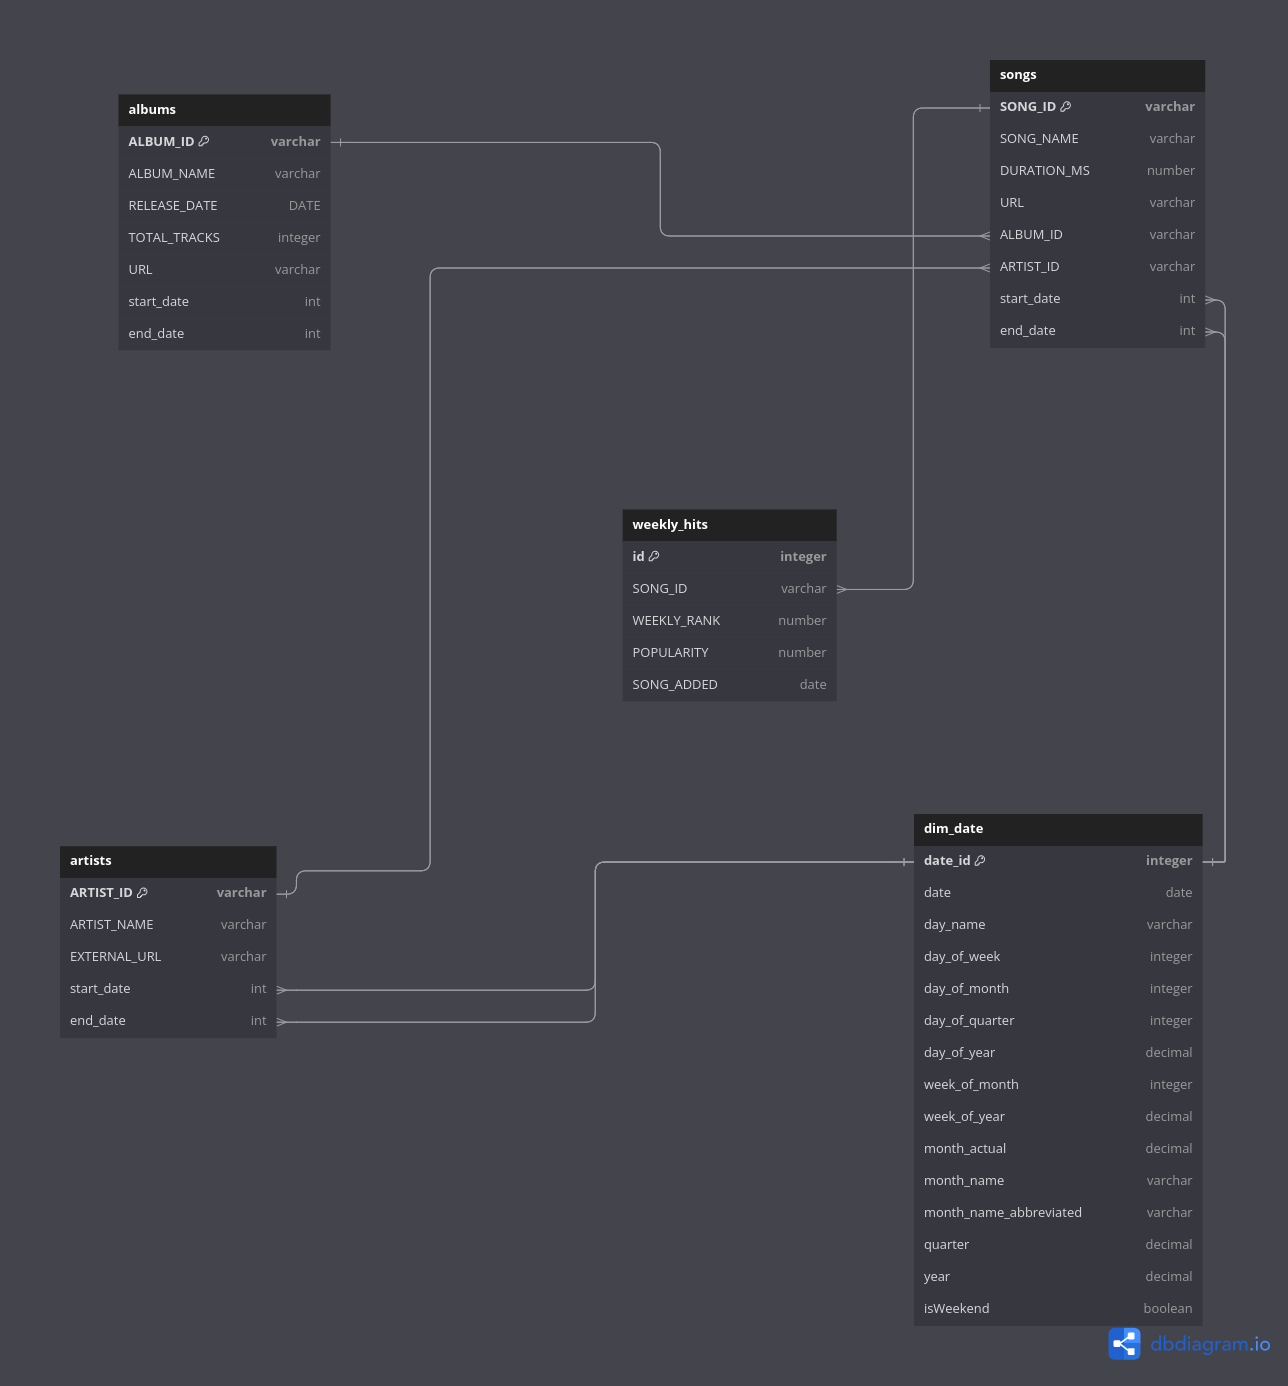 albums
ALBUM_ID varchar
ALBUM_NAME varchar
RELEASE_DATE DATE
TOTAL_TRACKS integer
URL varchar
start_date int
end_date int
songs
SONG_ID varchar
SONG_NAME varchar
DURATION_MS number
URL varchar
ALBUM_ID varchar
ARTIST_ID varchar
start_date int
end_date int
weekly_hits
id integer
SONG_ID varchar
WEEKLY_RANK number
POPULARITY number
SONG_ADDED date
artists
ARTIST_ID varchar
ARTIST_NAME varchar
EXTERNAL_URL varchar
start_date int
end_date int
dim_date
date_id integer
date date
day_name varchar
day_of_week integer
day_of_month integer
day_of_quarter integer
day_of_year decimal
week_of_month integer
week_of_year decimal
month_actual decimal
month_name varchar
month_name_abbreviated varchar
quarter decimal
year decimal
isWeekend boolean
dbdiagram.io